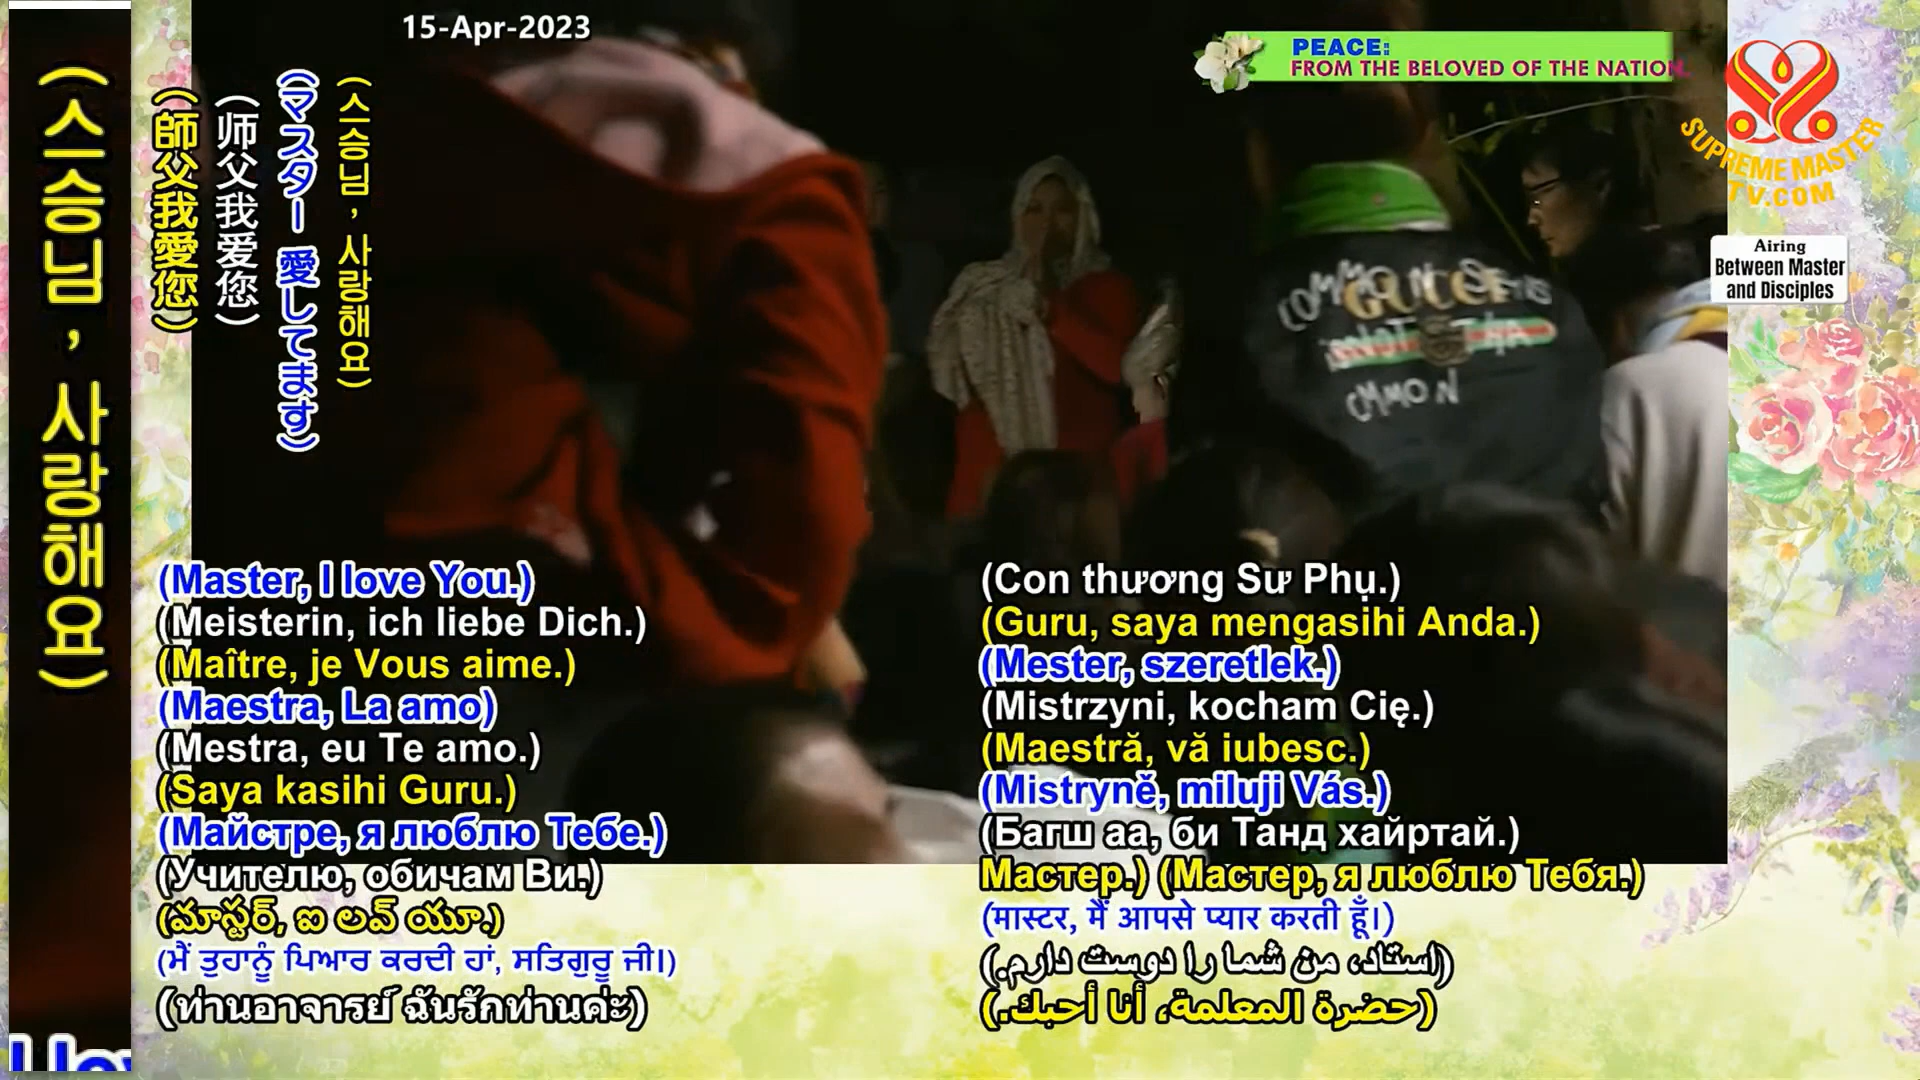 (스승님, 사랑해요)
15-Apr-2023
(師父我愛您)
(师父我爱您)
(マスター 愛してます)
(스승님, 사랑해요)
PEACE:
FROM THE BELOVED OF THE NATION.
SUPREME MASTER
TV.COM
Airing
Between Master
and Disciples
GUCCI
COMMON
(Master, I love You.)
(Meisterin, ich liebe Dich.)
(Maître, je Vous aime.)
(Maestra, La amo)
(Mestra, eu Te amo.)
(Saya kasihi Guru.)
(Майстре, я люблю Тебе.)
(Учителю, обичам Ви.)
(మాస్టర్, ఐ లవ్ యూ.)
(ਮੈਂ ਤੁਹਾਨੂੰ ਪਿਆਰ ਕਰਦੀ ਹਾਂ, ਸਤਿਗੁਰੂ ਜੀ।)
(ท่านอาจารย์ ฉันรักท่านค่ะ)
(Con thương Sư Phụ.)
(Guru, saya mengasihi Anda.)
(Mester, szeretlek.)
(Mistrzyni, kocham Cię.)
(Maestră, vă iubesc.)
(Mistryně, miluji Vás.)
(Багш аа, би Танд хайртай.)
Мастер.) (Мастер, я люблю Тебя.)
(मास्टर, मैं आपसे प्यार करती हूँ।)
(استاد، من شما را دوست دارم.)
(حضرة المعلمة، أنا أحبك.)